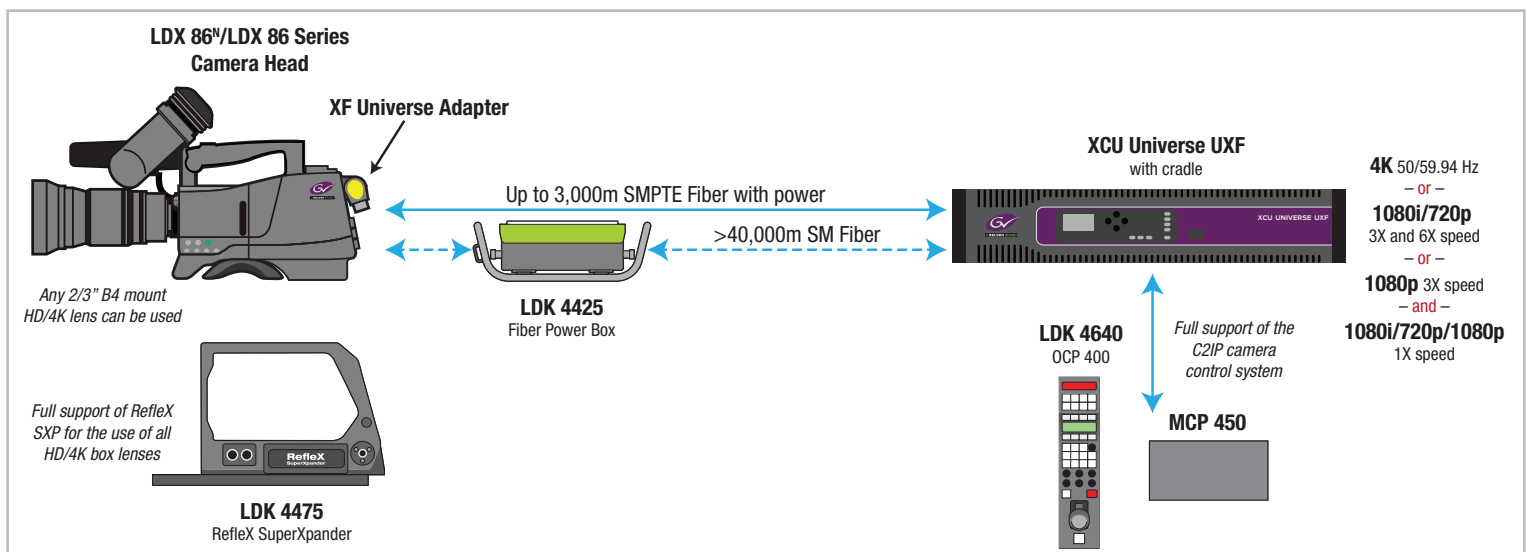 LDX 86ᴺ/LDX 86 Series
Camera Head
XF Universe Adapter
Any 2/3” B4 mount
HD/4K lens can be used
Up to 3,000m SMPTE Fiber with power
>40,000m SM Fiber
LDK 4425
Fiber Power Box
XCU Universe UXF
with cradle
GV
XCU UNIVERSE UXF
4K 50/59.94 Hz
– or –
1080i/720p
3X and 6X speed
– or –
1080p 3X speed
– and –
1080i/720p/1080p
1X speed
Full support of RefleX
SXP for the use of all
HD/4K box lenses
RefleX
SuperXpander
LDK 4475
RefleX SuperXpander
LDK 4640
OCP 400
Full support of the
C2IP camera
control system
MCP 450